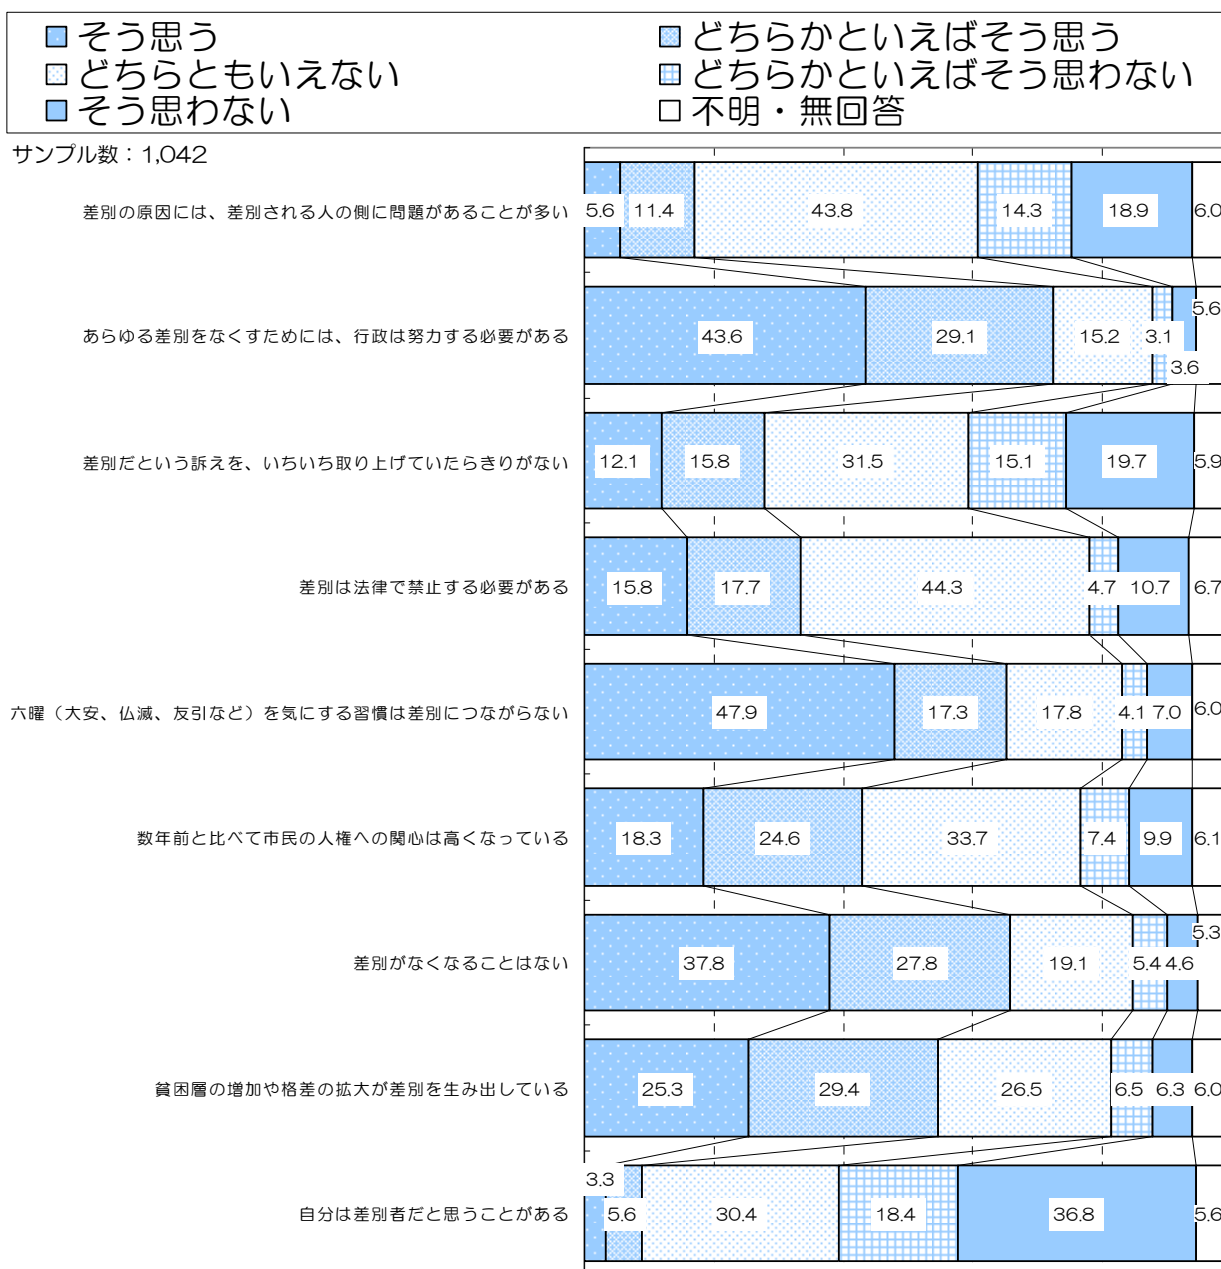 そう思う どちらかといえばそう思う
どちらともいえない どちらかといえばそう思わない
そう思わない 不明・無回答
サンプル数：1,042
差別の原因には、差別される人の側に問題があることが多い 5.6 11.4 43.8 14.3 18.9 6.0
あらゆる差別をなくすためには、行政は努力する必要がある 43.6 29.1 15.2 3.1 3.6 5.6
差別だという訴えを、いちいち取り上げていたらきりがない 12.1 15.8 31.5 15.1 19.7 5.9
差別は法律で禁止する必要がある 15.8 17.7 44.3 4.7 10.7 6.7
六曜（大安、仏滅、友引など）を気にする習慣は差別につながらない 47.9 17.3 17.8 4.1 7.0 6.0
数年前と比べて市民の人権への関心は高くなっている 18.3 24.6 33.7 7.4 9.9 6.1
差別がなくなることはない 37.8 27.8 19.1 5.4 4.6 5.3
貧困層の増加や格差の拡大が差別を生み出している 25.3 29.4 26.5 6.5 6.3 6.0
自分は差別者だと思うことがある 3.3 5.6 30.4 18.4 36.8 5.6